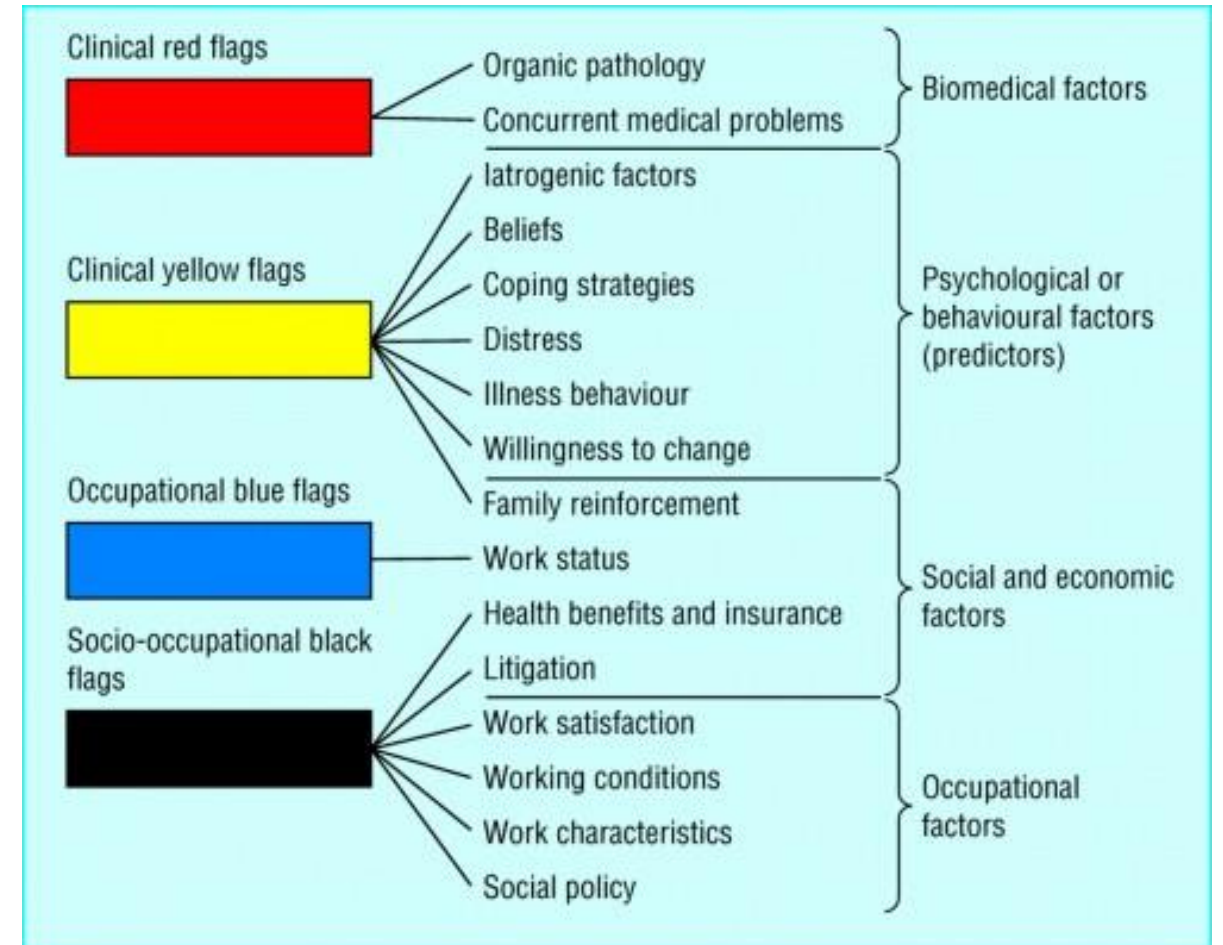 Clinical red flags
Organic pathology
Concurrent medical problems
Biomedical factors
Clinical yellow flags
Iatrogenic factors
Beliefs
Coping strategies
Distress
Illness behaviour
Willingness to change
Family reinforcement
Psychological or
behavioural factors
(predictors)
Occupational blue flags
Work status
Social and economic
factors
Socio-occupational black
flags
Health benefits and insurance
Litigation
Work satisfaction
Working conditions
Work characteristics
Social policy
Occupational
factors